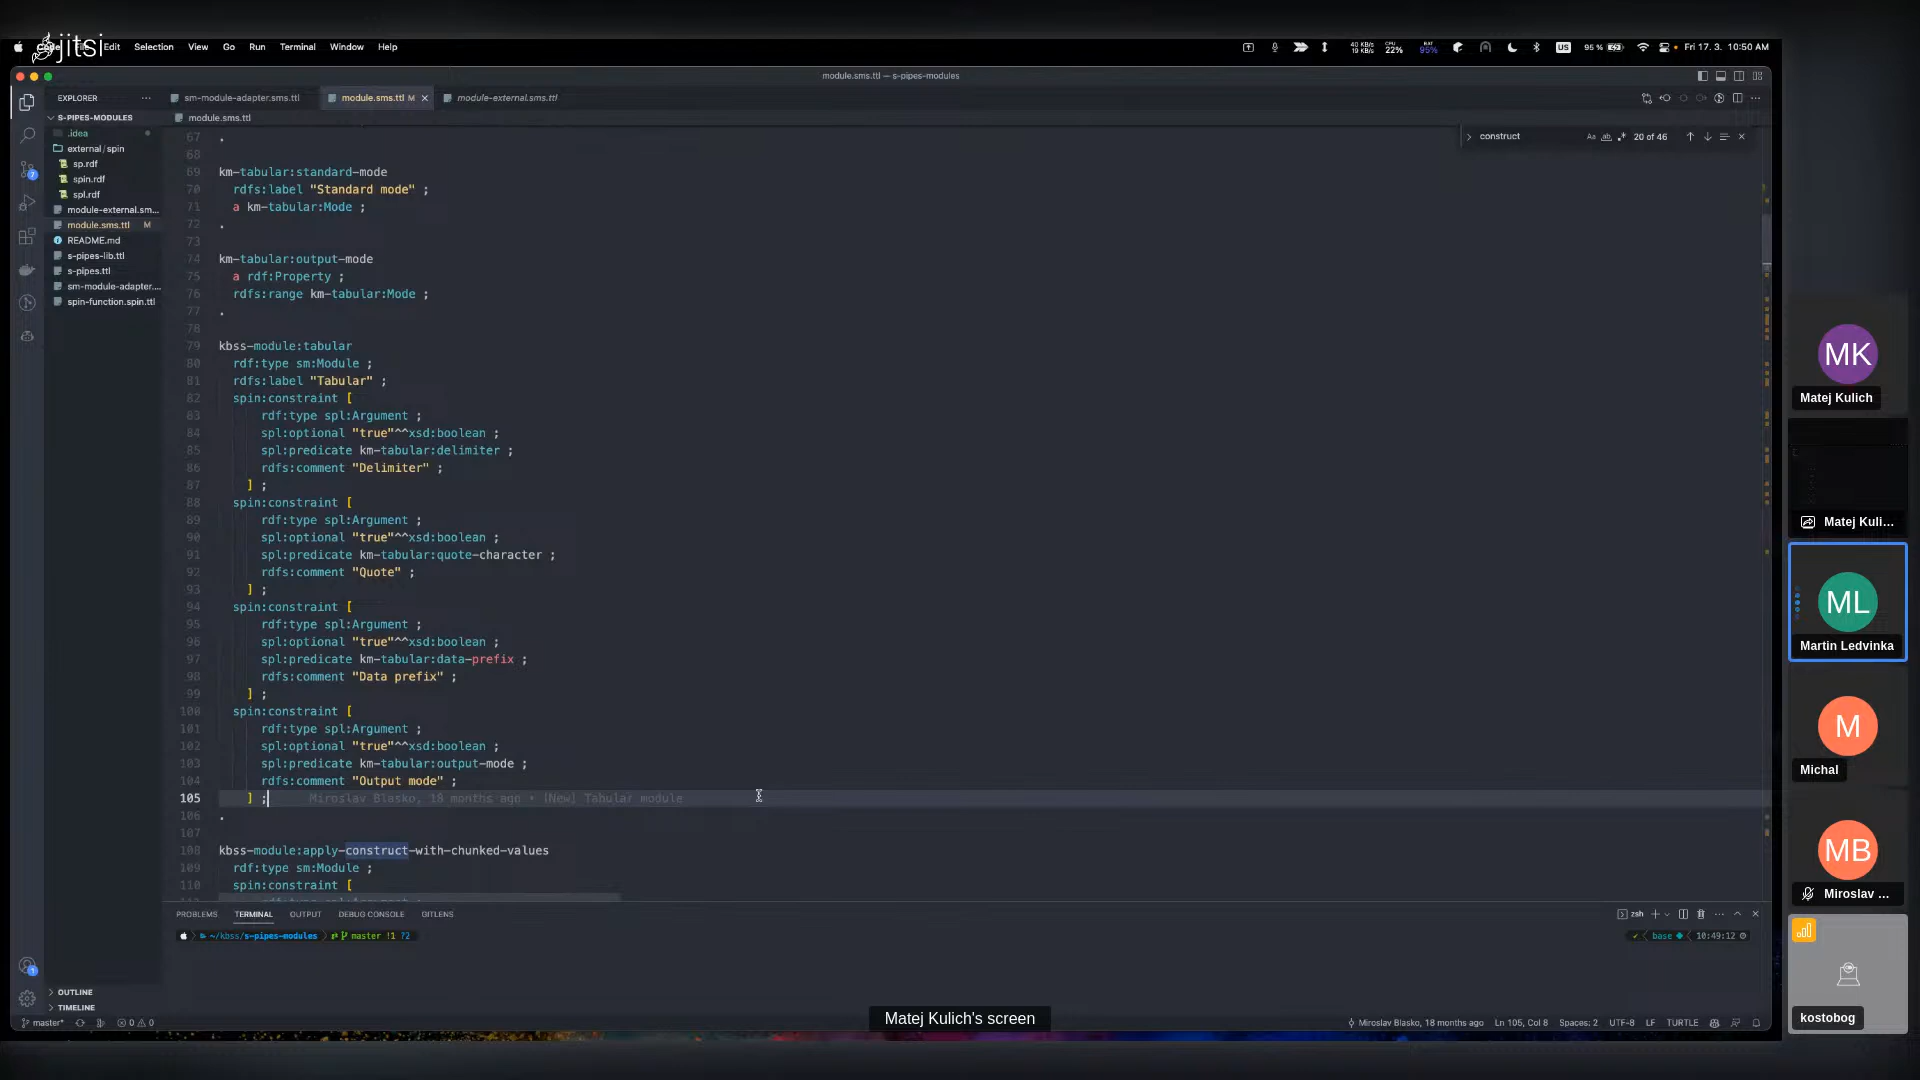 jitsi
Edit Selection View Go Run Terminal Window Help
40 KB/s
19 KB/s
CPU
22%
BAT
95%
US
95 %
Fri 17. 3. 10:50 AM
module.sms.ttl — s-pipes-modules
EXPLORER
sm-module-adapter.sms.ttl
module.sms.ttl M
module-external.sms.ttl
S-PIPES-MODULES
.idea
external / spin
sp.rdf
spin.rdf
spl.rdf
module-external.sm...
module.sms.ttl M
README.md
s-pipes-lib.ttl
s-pipes.ttl
sm-module-adapter....
spin-function.spin.ttl
7
1
module.sms.ttl
construct
Aa ab 20 of 46
67 .
68
69 km-tabular:standard-mode
70 rdfs:label "Standard mode" ;
71 a km-tabular:Mode ;
72 .
73
74 km-tabular:output-mode
75 a rdf:Property ;
76 rdfs:range km-tabular:Mode ;
77 .
78
79 kbss-module:tabular
80 rdf:type sm:Module ;
81 rdfs:label "Tabular" ;
82 spin:constraint [
83 rdf:type spl:Argument ;
84 spl:optional "true"^^xsd:boolean ;
85 spl:predicate km-tabular:delimiter ;
86 rdfs:comment "Delimiter" ;
87 ] ;
88 spin:constraint [
89 rdf:type spl:Argument ;
90 spl:optional "true"^^xsd:boolean ;
91 spl:predicate km-tabular:quote-character ;
92 rdfs:comment "Quote" ;
93 ] ;
94 spin:constraint [
95 rdf:type spl:Argument ;
96 spl:optional "true"^^xsd:boolean ;
97 spl:predicate km-tabular:data-prefix ;
98 rdfs:comment "Data prefix" ;
99 ] ;
100 spin:constraint [
101 rdf:type spl:Argument ;
102 spl:optional "true"^^xsd:boolean ;
103 spl:predicate km-tabular:output-mode ;
104 rdfs:comment "Output mode" ;
105 ] ; Miroslav Blasko, 18 months ago • [New] Tabular module
106 .
107
108 kbss-module:apply-construct-with-chunked-values
109 rdf:type sm:Module ;
110 spin:constraint [
PROBLEMS TERMINAL OUTPUT DEBUG CONSOLE GITLENS
zsh
~/kbss/s-pipes-modules master !1 ?2
base 10:49:12
OUTLINE
TIMELINE
master* 0 0
Miroslav Blasko, 18 months ago Ln 105, Col 8 Spaces: 2 UTF-8 LF TURTLE
Matej Kulich's screen
MK
Matej Kulich
Matej Kuli...
ML
Martin Ledvinka
M
Michal
MB
Miroslav ...
kostobog